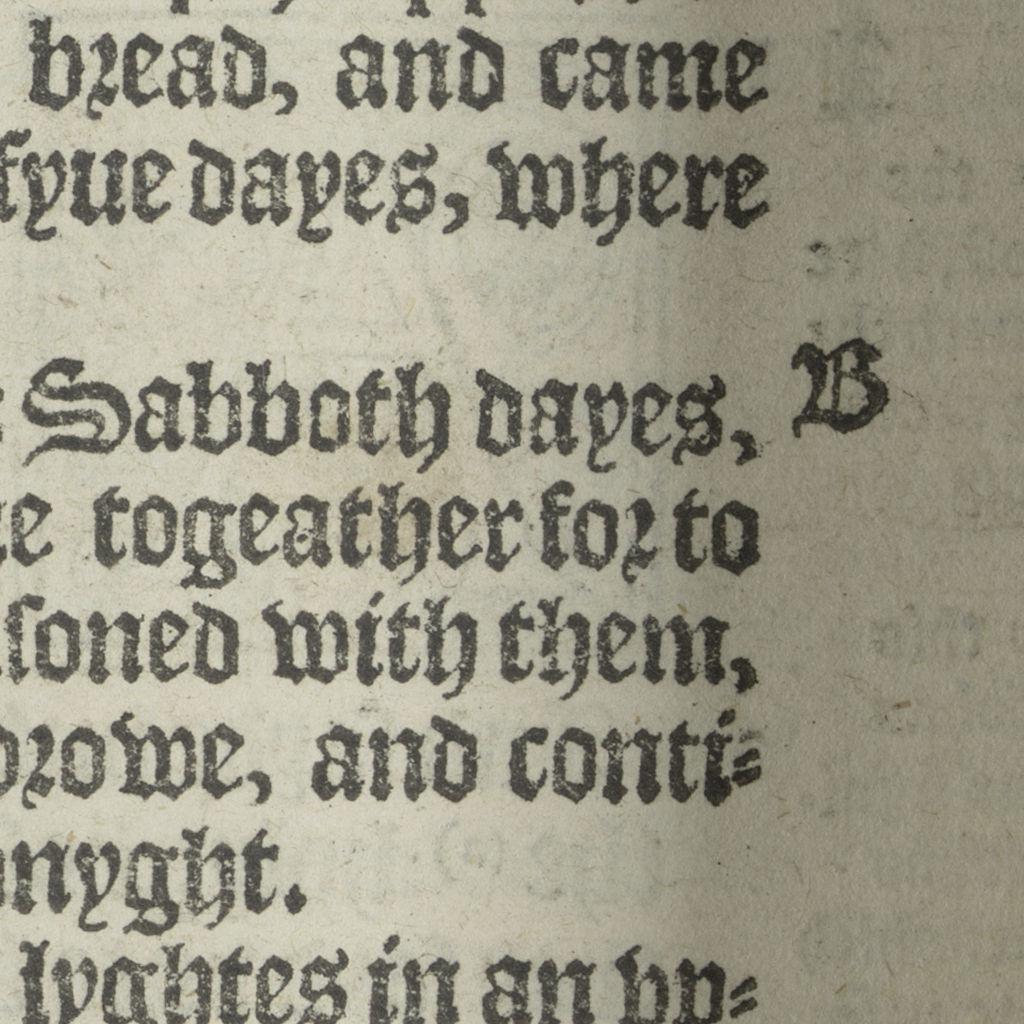 bread, and came
fyue dayes, where
Sabboth dayes, B
togeather for to
soned with them,
rowe, and conti=
nyght.
lyghtes in an vp=